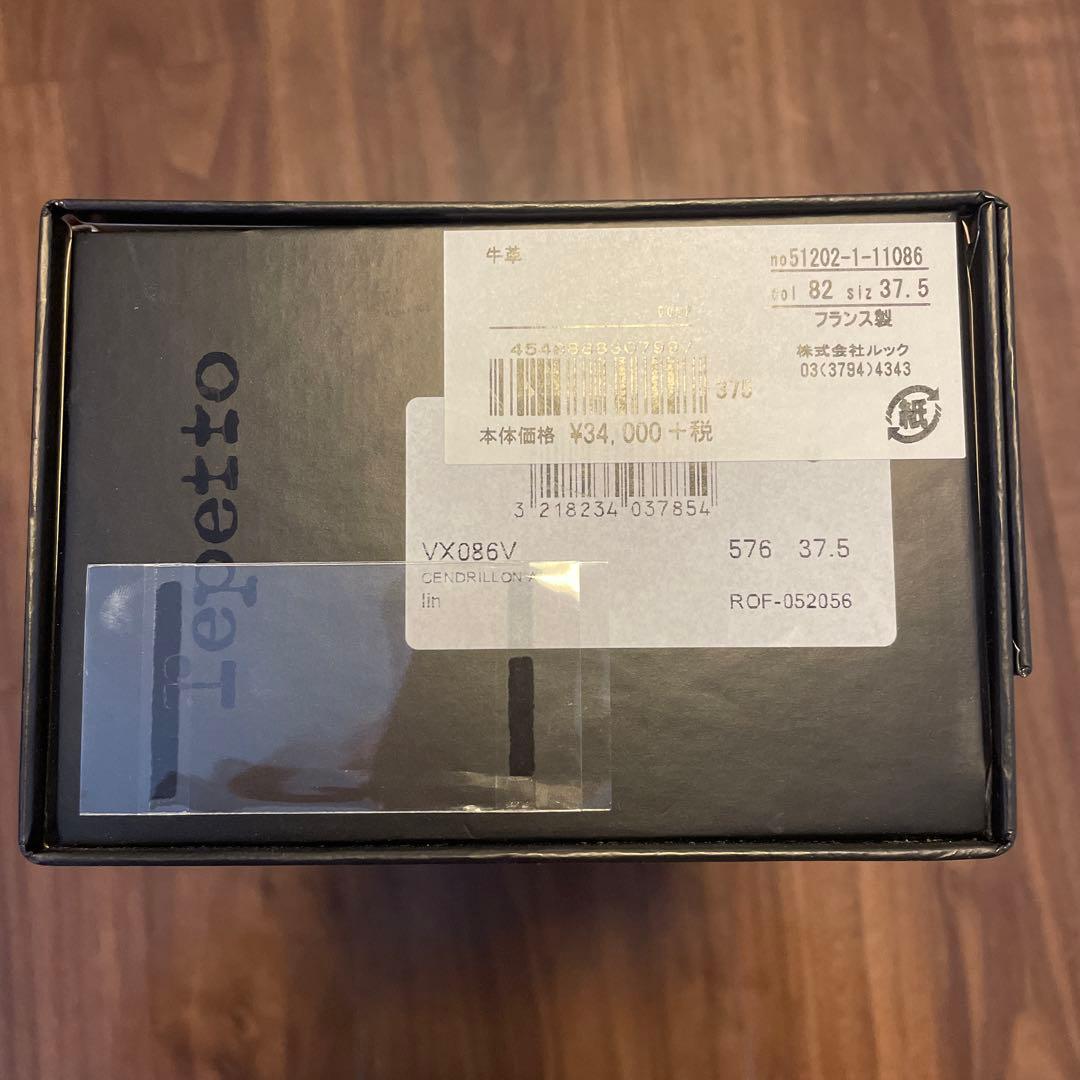 repetto
牛革
no51202-1-11086
col 82 siz 37.5
フランス製
株式会社ルック
03(3794)4343
紙
375
本体価格 ¥34,000+税
3 218234 037854
VX086V 576 37.5
CENDRILLON
lin ROF-052056